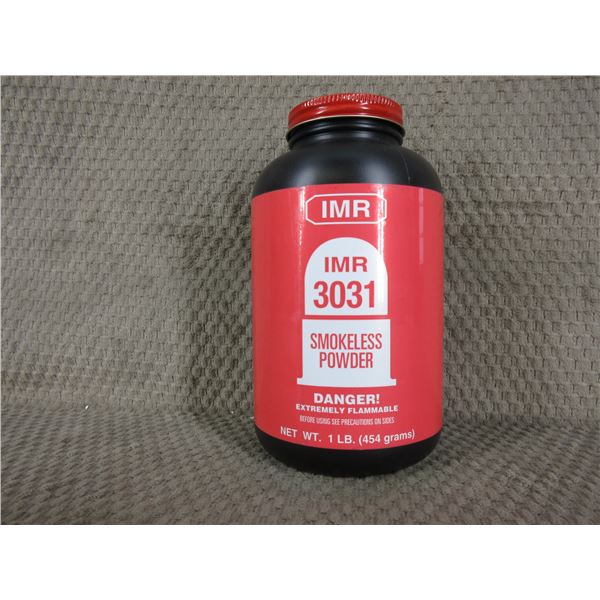 IMR
IMR
3031
SMOKELESS
POWDER
DANGER!
EXTREMELY FLAMMABLE
BEFORE USING SEE PRECAUTIONS ON SIDES
NET WT. 1 LB. (454 grams)